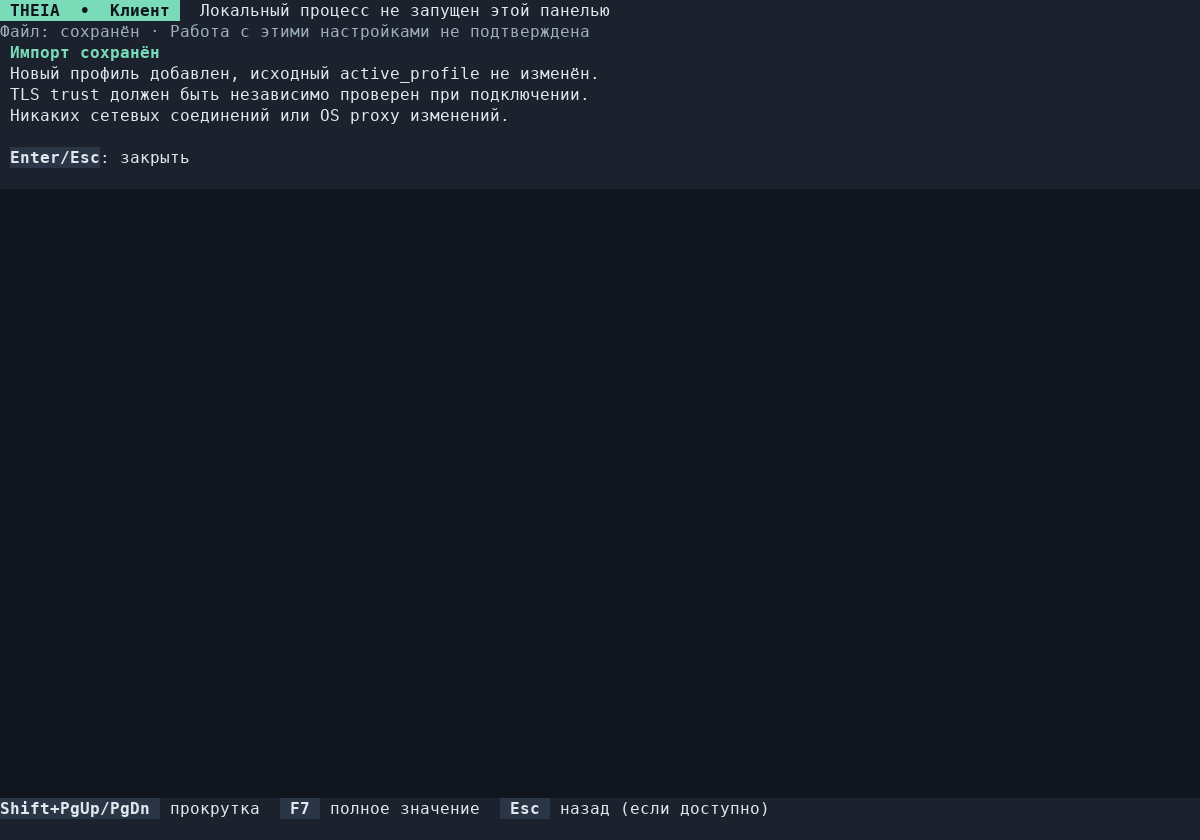 THEIA • Клиент Локальный процесс не запущен этой панелью
Файл: сохранён · Работа с этими настройками не подтверждена
Импорт сохранён
Новый профиль добавлен, исходный active_profile не изменён.
TLS trust должен быть независимо проверен при подключении.
Никаких сетевых соединений или OS proxy изменений.
Enter/Esc: закрыть
Shift+PgUp/PgDn прокрутка F7 полное значение Esc назад (если доступно)